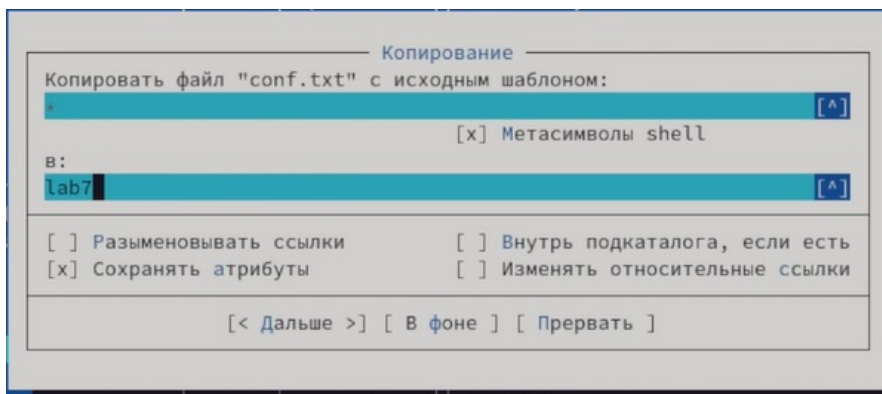 Копирование
Копировать файл "conf.txt" с исходным шаблоном:
* [^]
[x] Метасимволы shell
в:
lab7 [^]
[ ] Разыменовывать ссылки [ ] Внутрь подкаталога, если есть
[x] Сохранять атрибуты [ ] Изменять относительные ссылки
[< Дальше >] [ В фоне ] [ Прервать ]